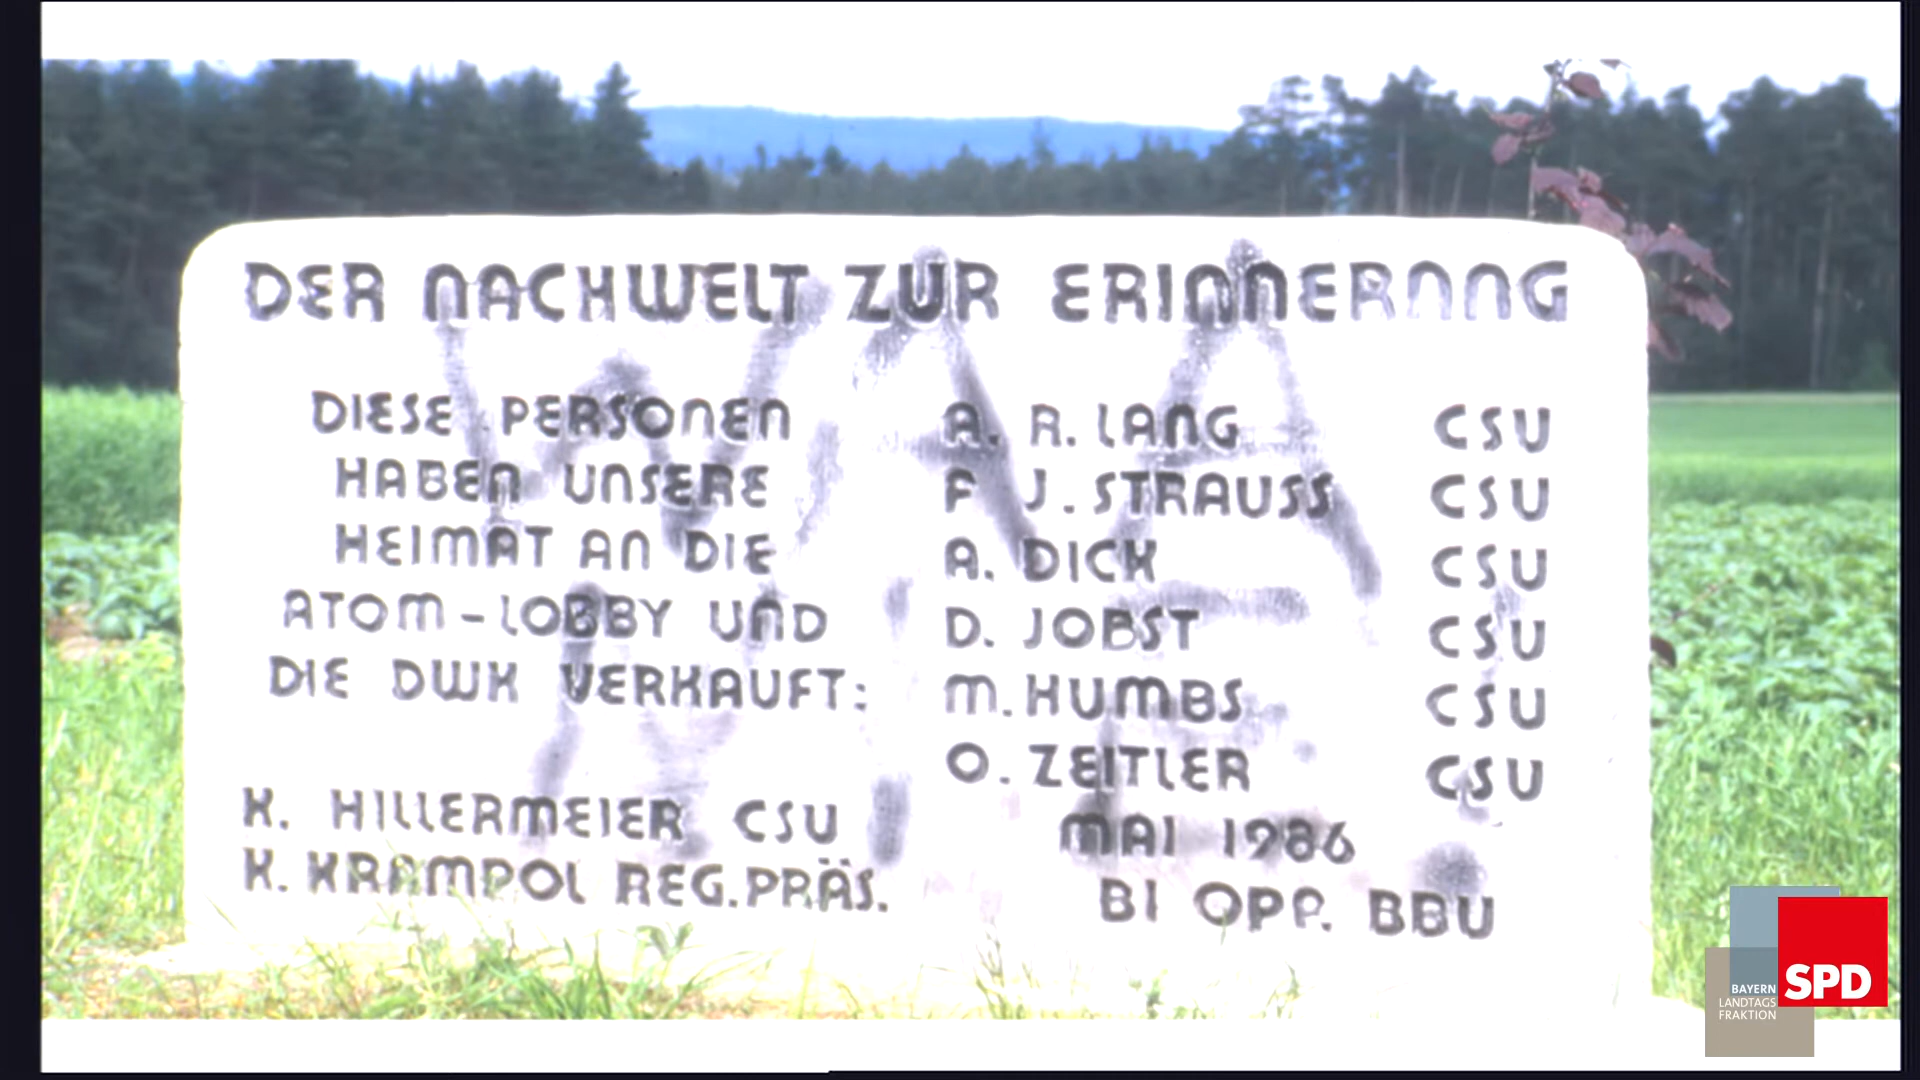 DER NACHWELT ZUR ERINNERNNG
DIESE PERSONEN
HABEN UNSERE
HEIMAT AN DIE
ATOM-LOBBY UND
DIE DWK VERKAUFT:
K. HILLERMEIER CSU
K. KRAMPOL REG.PRÄS.
A. R. LANG CSU
F J. STRAUSS CSU
A. DICK CSU
D. JOBST CSU
M. HUMBS CSU
O. ZEITLER CSU
MAI 1986
BI OPP. BBU
BAYERN
LANDTAGS
FRAKTION
SPD